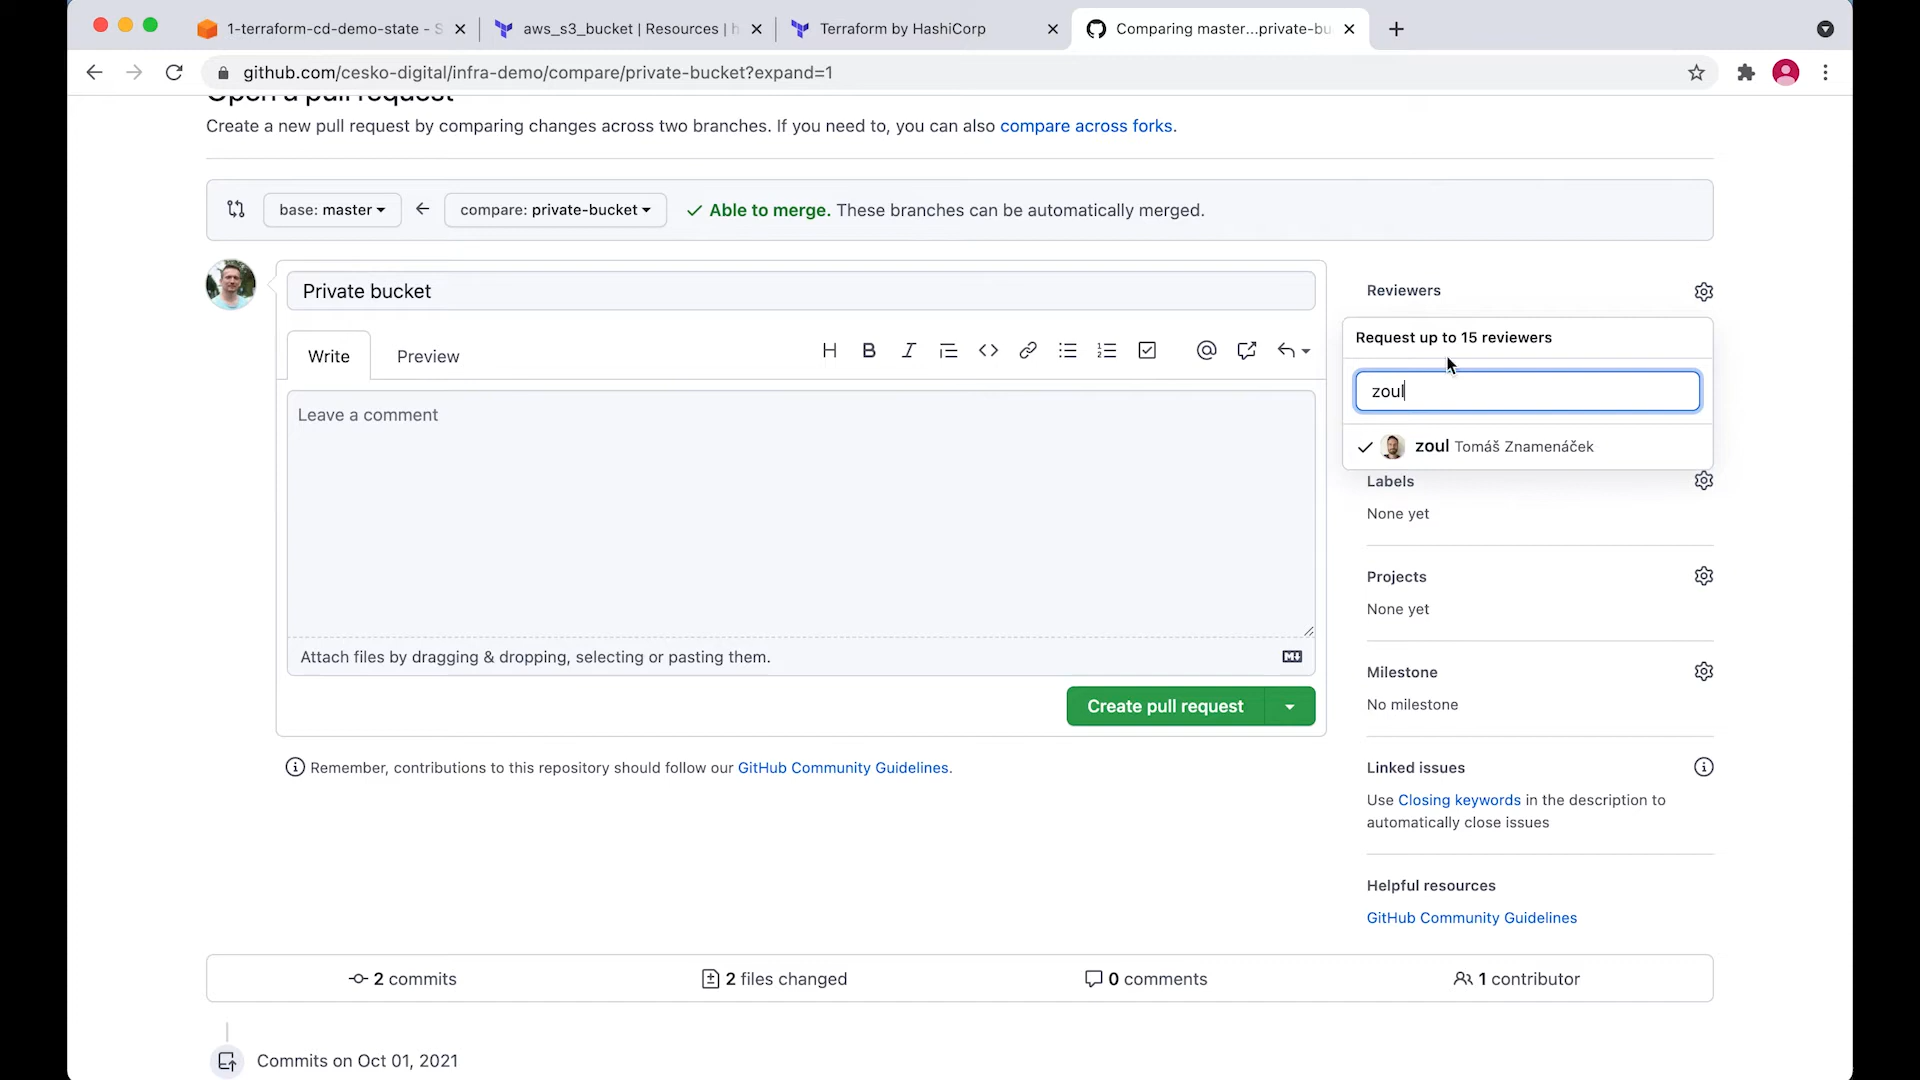 1-terraform-cd-demo-state - S
aws_s3_bucket | Resources | h
Terraform by HashiCorp
Comparing master...private-bu
github.com/cesko-digital/infra-demo/compare/private-bucket?expand=1
Open a pull request
Create a new pull request by comparing changes across two branches. If you need to, you can also compare across forks.
base: master
compare: private-bucket
Able to merge. These branches can be automatically merged.
Private bucket
Write
Preview
Leave a comment
Attach files by dragging & dropping, selecting or pasting them.
Create pull request
Remember, contributions to this repository should follow our GitHub Community Guidelines.
Reviewers
Request up to 15 reviewers
zoul
zoul Tomáš Znamenáček
Labels
None yet
Projects
None yet
Milestone
No milestone
Linked issues
Use Closing keywords in the description to
automatically close issues
Helpful resources
GitHub Community Guidelines
2 commits
2 files changed
0 comments
1 contributor
Commits on Oct 01, 2021